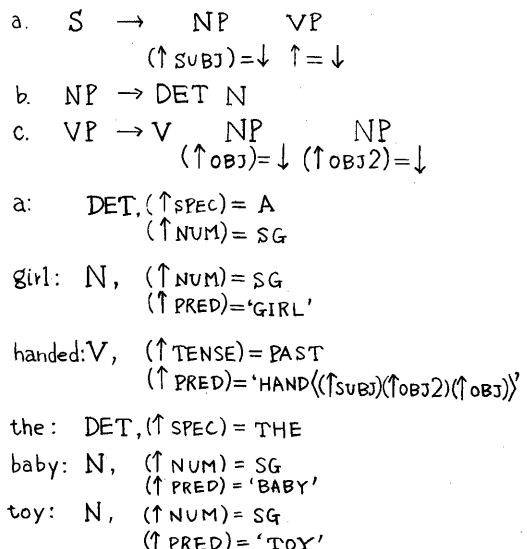 a. S → NP VP
(↑ SUBJ)=↓ ↑=↓
b. NP → DET N
c. VP → V NP NP
(↑OBJ)=↓ (↑OBJ2)=↓
a: DET, (↑SPEC) = A
(↑NUM) = SG
girl: N, (↑NUM) = SG
(↑PRED)='GIRL'
handed: V, (↑TENSE) = PAST
(↑PRED)='HAND⟨(↑SUBJ)(↑OBJ2)(↑OBJ)⟩'
the: DET, (↑SPEC) = THE
baby: N, (↑NUM) = SG
(↑PRED) = 'BABY'
toy: N, (↑NUM) = SG
(↑PRED) = 'TOY'